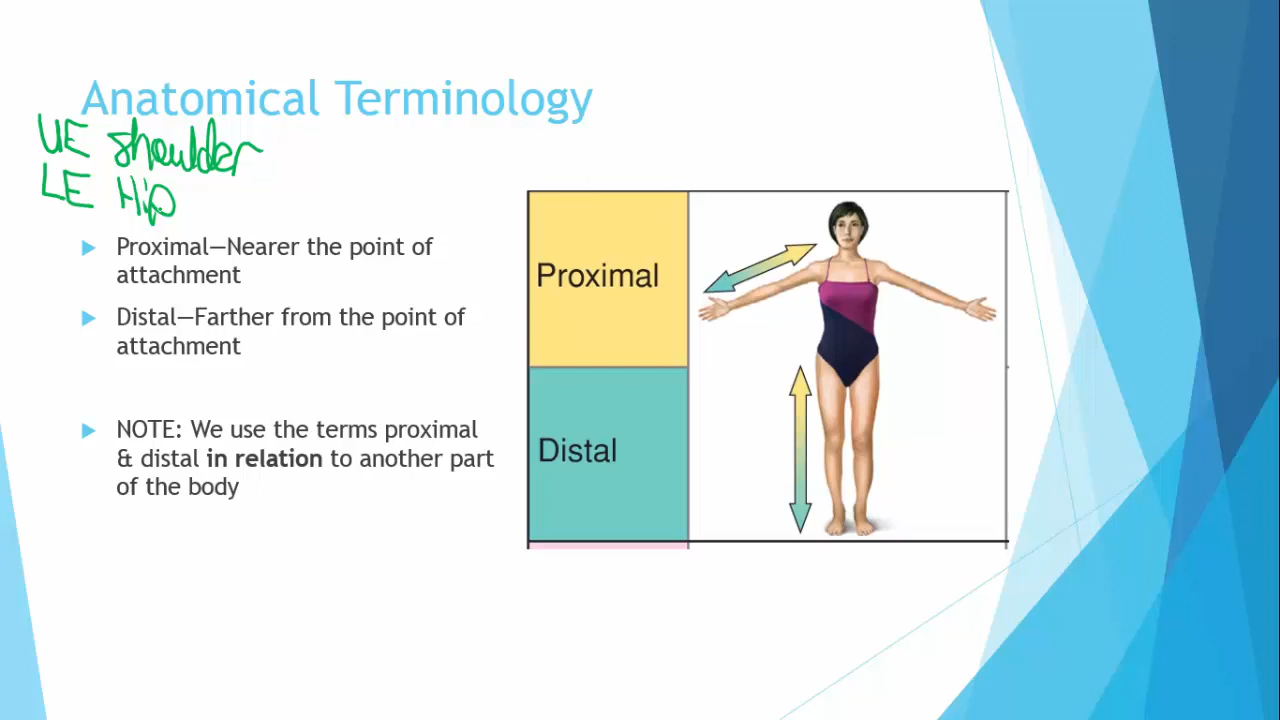 Anatomical Terminology
UE shoulder
LE Hip
Proximal—Nearer the point of
attachment
Distal—Farther from the point of
attachment
NOTE: We use the terms proximal
& distal in relation to another part
of the body
Proximal
Distal